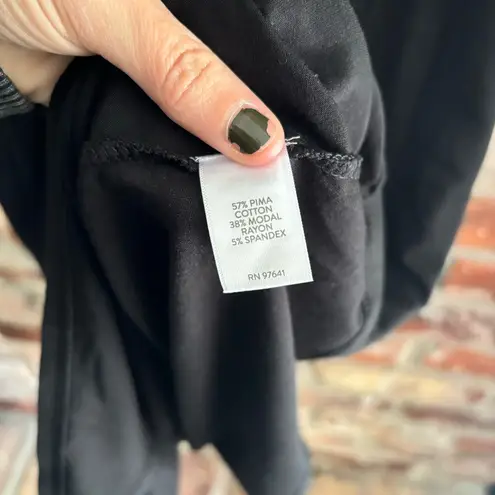 57% PIMA
COTTON
38% MODAL
RAYON
5% SPANDEX
RN 97641